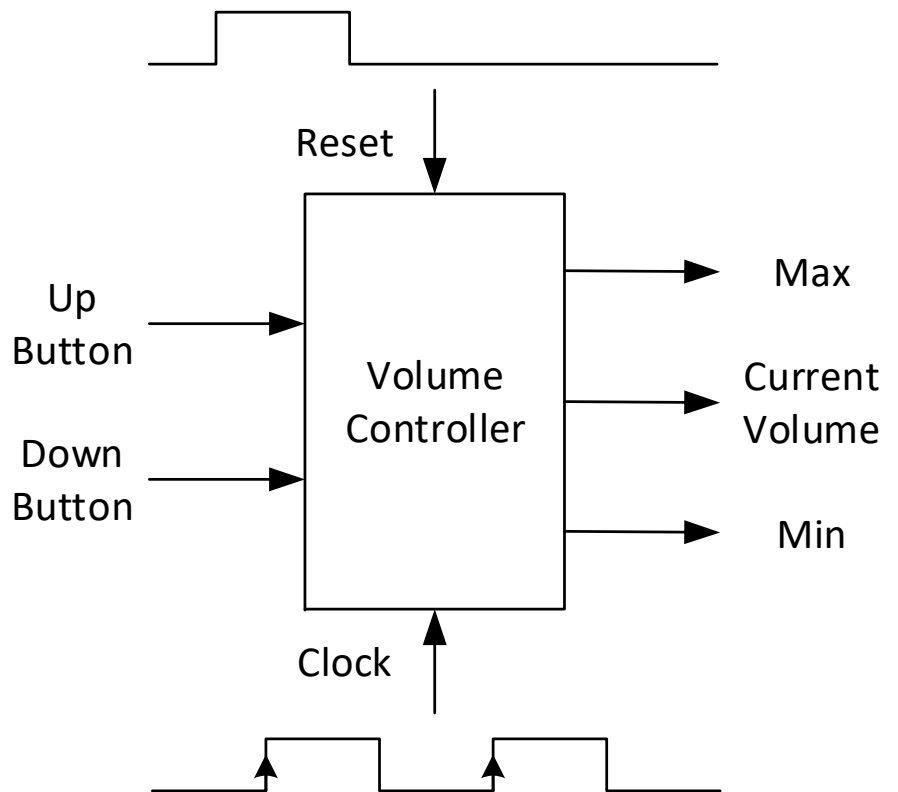 Reset
Up
Button
Down
Button
Volume
Controller
Max
Current
Volume
Min
Clock